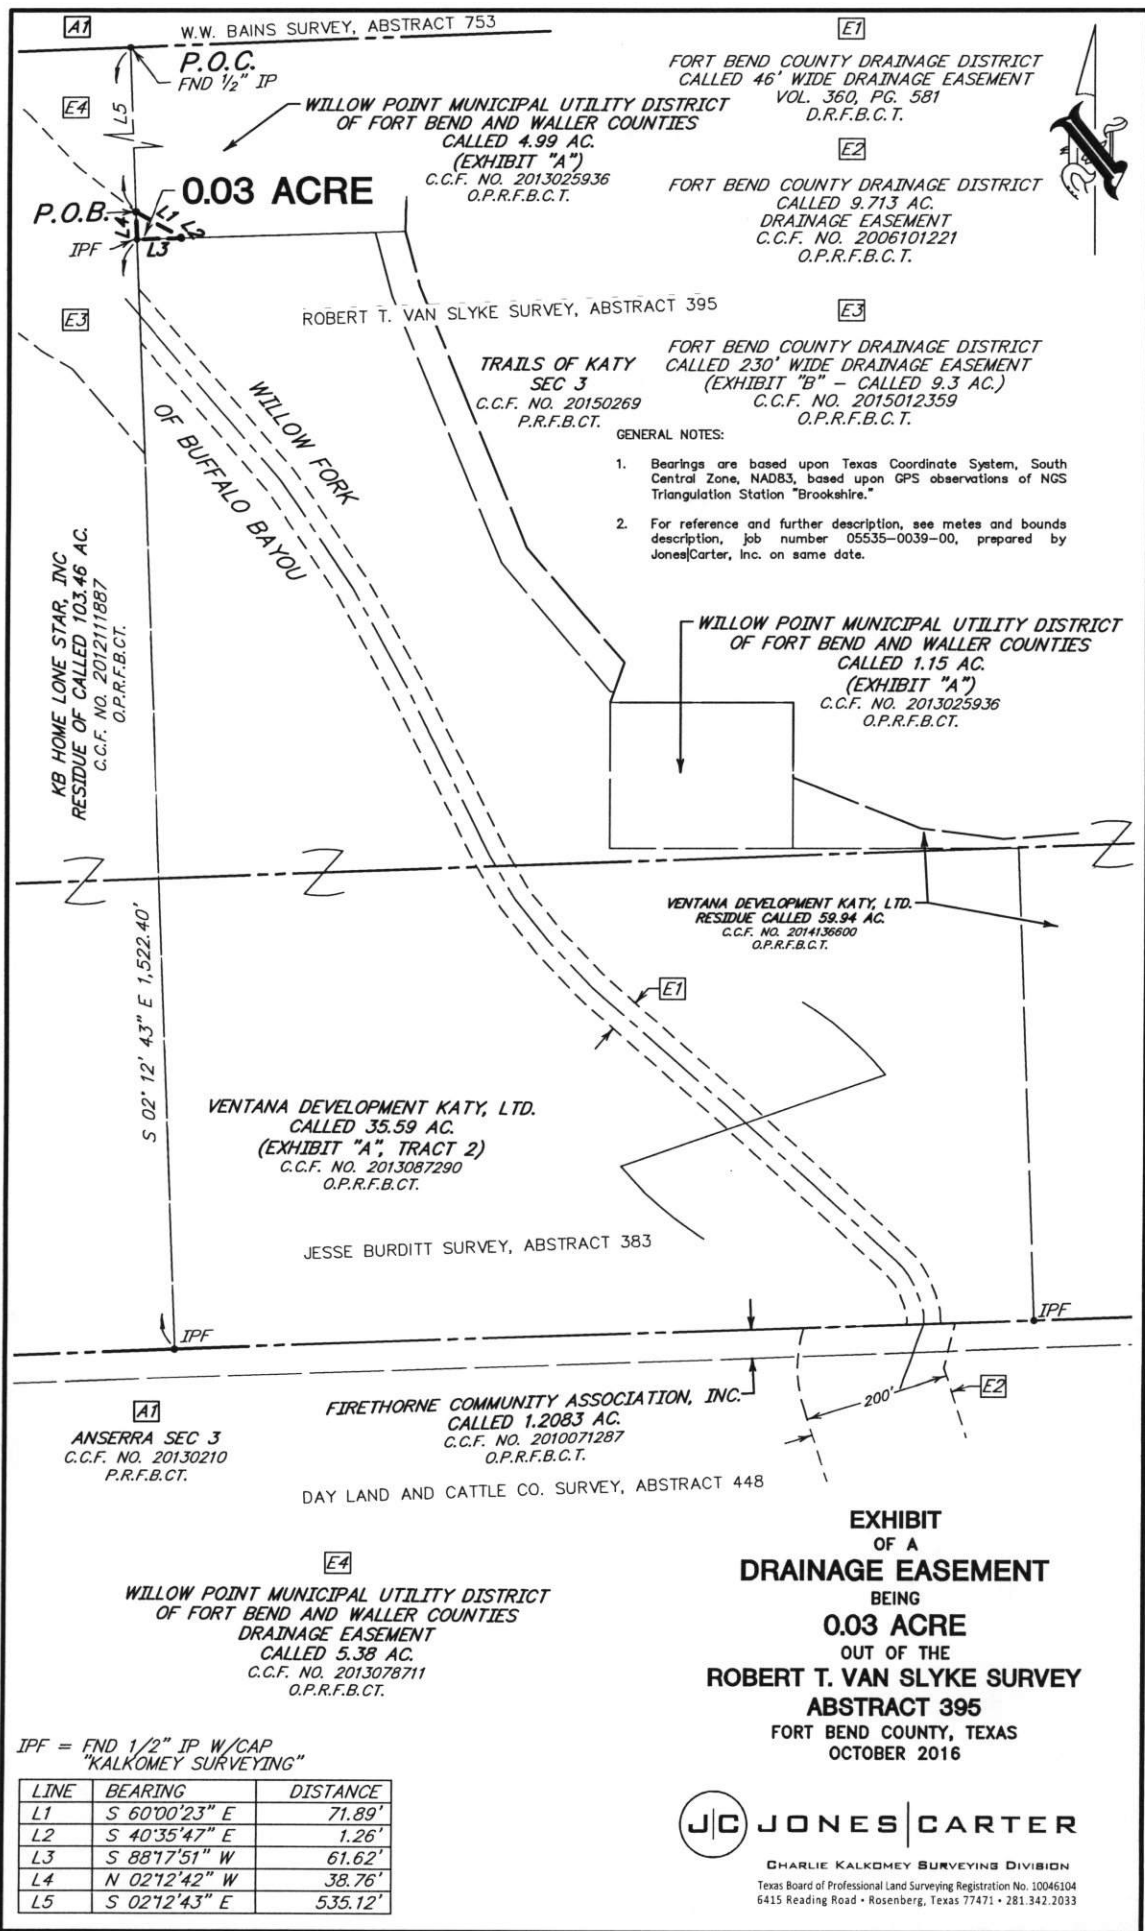 A1
W.W. BAINS SURVEY, ABSTRACT 753
P.O.C.
FND 1/2" IP
E4
L5
WILLOW POINT MUNICIPAL UTILITY DISTRICT
OF FORT BEND AND WALLER COUNTIES
CALLED 4.99 AC.
(EXHIBIT "A")
C.C.F. NO. 2013025936
O.P.R.F.B.C.T.
0.03 ACRE
P.O.B.
L1
L2
L4
L3
IPF
E1
FORT BEND COUNTY DRAINAGE DISTRICT
CALLED 46' WIDE DRAINAGE EASEMENT
VOL. 360, PG. 581
D.R.F.B.C.T.
E2
FORT BEND COUNTY DRAINAGE DISTRICT
CALLED 9.713 AC.
DRAINAGE EASEMENT
C.C.F. NO. 2006101221
O.P.R.F.B.C.T.
E3
FORT BEND COUNTY DRAINAGE DISTRICT
CALLED 230' WIDE DRAINAGE EASEMENT
(EXHIBIT "B" – CALLED 9.3 AC.)
C.C.F. NO. 2015012359
O.P.R.F.B.C.T.
E3
ROBERT T. VAN SLYKE SURVEY, ABSTRACT 395
TRAILS OF KATY
SEC 3
C.C.F. NO. 20150269
P.R.F.B.CT.
GENERAL NOTES:
1. Bearings are based upon Texas Coordinate System, South
Central Zone, NAD83, based upon GPS observations of NGS
Triangulation Station "Brookshire."
2. For reference and further description, see metes and bounds
description, job number 05535–0039–00, prepared by
Jones|Carter, Inc. on same date.
WILLOW FORK
OF BUFFALO BAYOU
KB HOME LONE STAR, INC
RESIDUE OF CALLED 103.46 AC.
C.C.F. NO. 2012111887
O.P.R.F.B.CT.
WILLOW POINT MUNICIPAL UTILITY DISTRICT
OF FORT BEND AND WALLER COUNTIES
CALLED 1.15 AC.
(EXHIBIT "A")
C.C.F. NO. 2013025936
O.P.R.F.B.CT.
VENTANA DEVELOPMENT KATY, LTD.
RESIDUE CALLED 59.94 AC.
C.C.F. NO. 2014136600
O.P.R.F.B.C.T.
S 02° 12' 43" E 1,522.40'
E1
VENTANA DEVELOPMENT KATY, LTD.
CALLED 35.59 AC.
(EXHIBIT "A", TRACT 2)
C.C.F. NO. 2013087290
O.P.R.F.B.CT.
JESSE BURDITT SURVEY, ABSTRACT 383
IPF
IPF
200'
E2
A1
ANSERRA SEC 3
C.C.F. NO. 20130210
P.R.F.B.CT.
FIRETHORNE COMMUNITY ASSOCIATION, INC.
CALLED 1.2083 AC.
C.C.F. NO. 2010071287
O.P.R.F.B.C.T.
DAY LAND AND CATTLE CO. SURVEY, ABSTRACT 448
E4
WILLOW POINT MUNICIPAL UTILITY DISTRICT
OF FORT BEND AND WALLER COUNTIES
DRAINAGE EASEMENT
CALLED 5.38 AC.
C.C.F. NO. 2013078711
O.P.R.F.B.CT.
EXHIBIT
OF A
DRAINAGE EASEMENT
BEING
0.03 ACRE
OUT OF THE
ROBERT T. VAN SLYKE SURVEY
ABSTRACT 395
FORT BEND COUNTY, TEXAS
OCTOBER 2016
IPF = FND 1/2" IP W/CAP
"KALKOMEY SURVEYING"
LINE BEARING DISTANCE
L1 S 60°00'23" E 71.89'
L2 S 40°35'47" E 1.26'
L3 S 88°17'51" W 61.62'
L4 N 02°12'42" W 38.76'
L5 S 02°12'43" E 535.12'
J|C JONES|CARTER
CHARLIE KALKOMEY SURVEYING DIVISION
Texas Board of Professional Land Surveying Registration No. 10046104
6415 Reading Road • Rosenberg, Texas 77471 • 281.342.2033